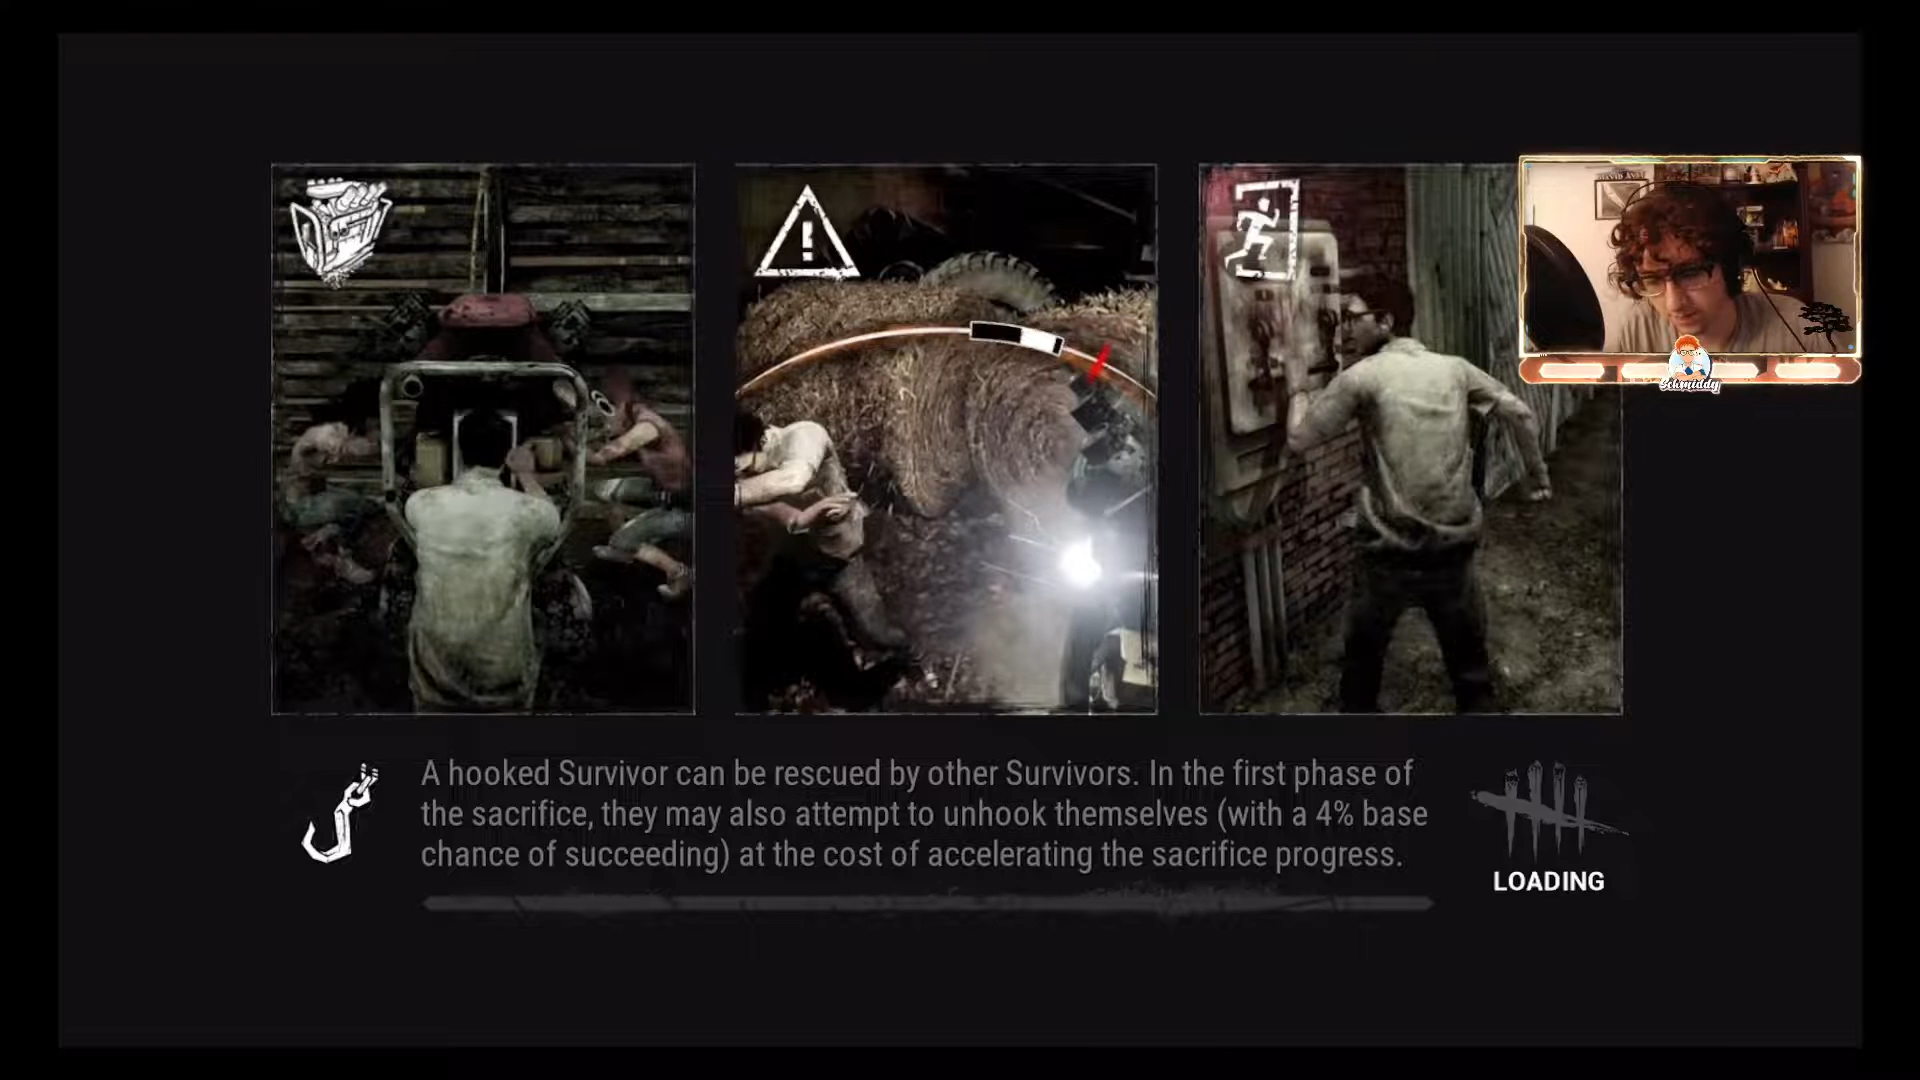 Schmiddy
A hooked Survivor can be rescued by other Survivors. In the first phase of
the sacrifice, they may also attempt to unhook themselves (with a 4% base
chance of succeeding) at the cost of accelerating the sacrifice progress.
LOADING